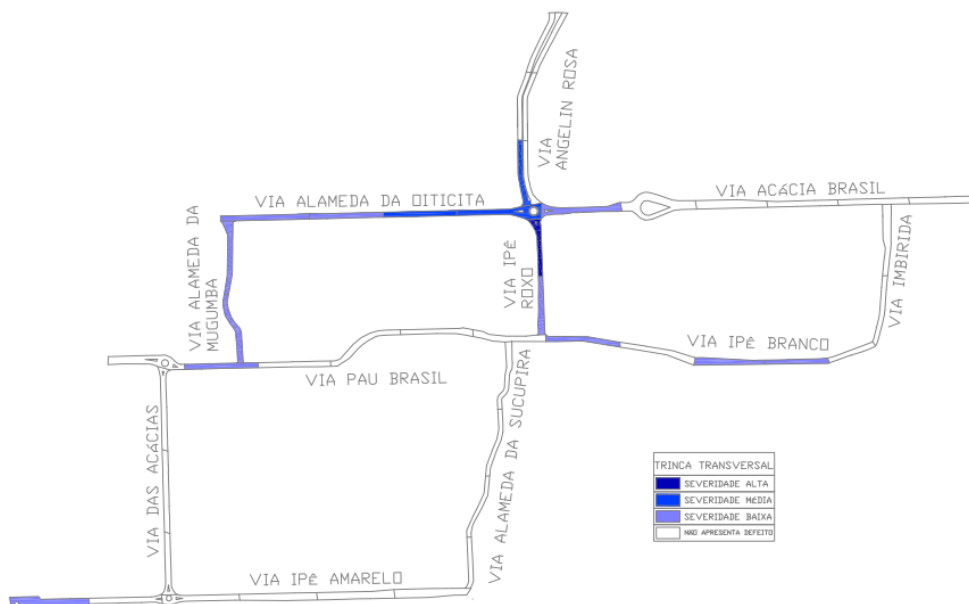 VIA
ANGELIN ROSA
VIA ACÁCIA BRASIL
VIA ALAMEDA DA OITICITA
VIA ALAMEDA DA
MUGUMBA
VIA IPÊ
ROXO
VIA IMBIRIDA
VIA IPÊ BRANCO
VIA PAU BRASIL
VIA ALAMEDA DA SUCUPIRA
VIA DAS ACÁCIAS
VIA IPÊ AMARELO
TRINCA TRANSVERSAL
SEVERIDADE ALTA
SEVERIDADE MÉDIA
SEVERIDADE BAIXA
NÃO APRESENTA DEFEITO